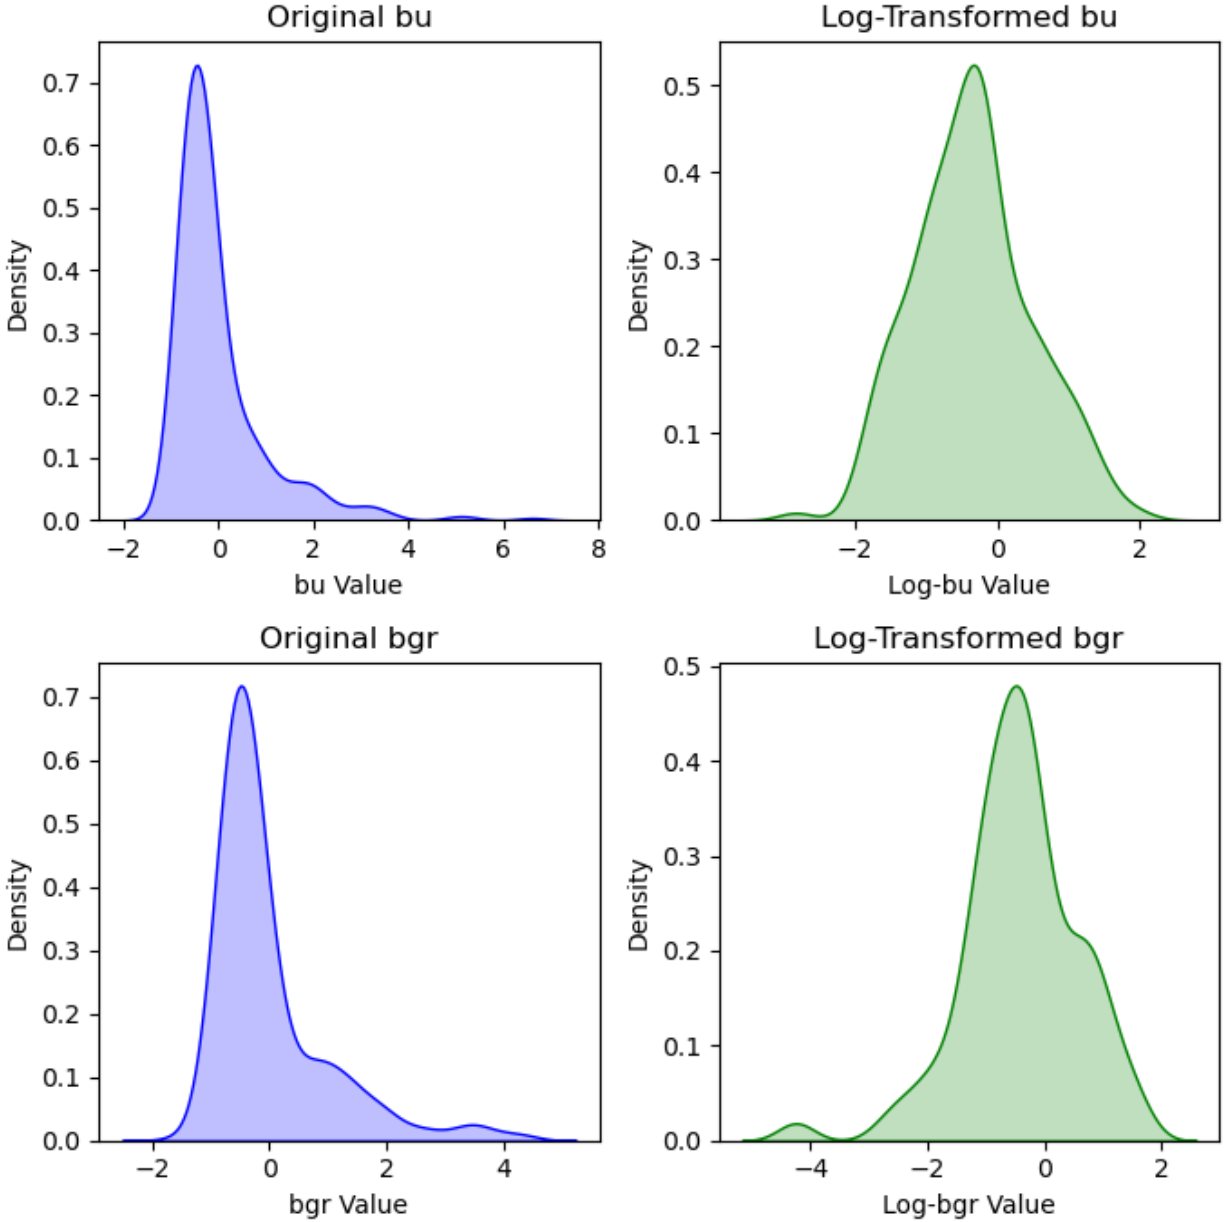 Original bu
Log-Transformed bu
0.7
0.6
0.5
0.4
0.3
0.2
0.1
0.0
Density
−2 0 2 4 6 8
bu Value
0.5
0.4
0.3
0.2
0.1
0.0
Density
−2 0 2
Log-bu Value
Original bgr
Log-Transformed bgr
0.7
0.6
0.5
0.4
0.3
0.2
0.1
0.0
Density
−2 0 2 4
bgr Value
0.5
0.4
0.3
0.2
0.1
0.0
Density
−4 −2 0 2
Log-bgr Value